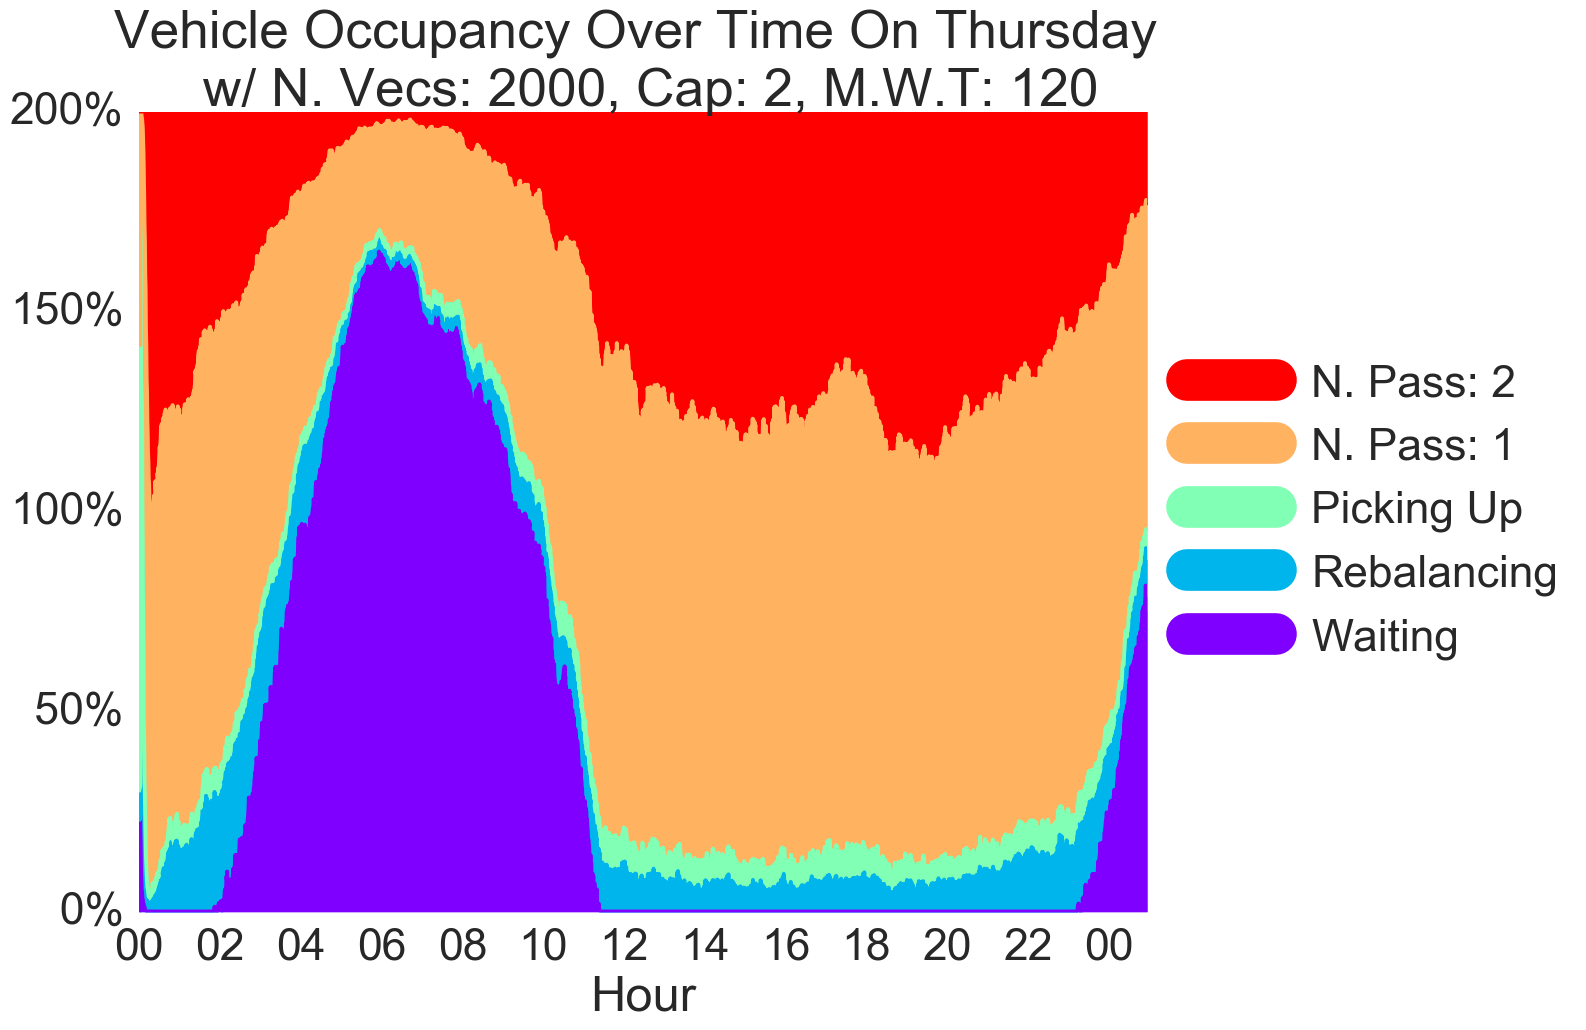 Vehicle Occupancy Over Time On Thursday
w/ N. Vecs: 2000, Cap: 2, M.W.T: 120
200%
150%
100%
50%
0%
00 02 04 06 08 10 12 14 16 18 20 22 00
Hour
N. Pass: 2
N. Pass: 1
Picking Up
Rebalancing
Waiting